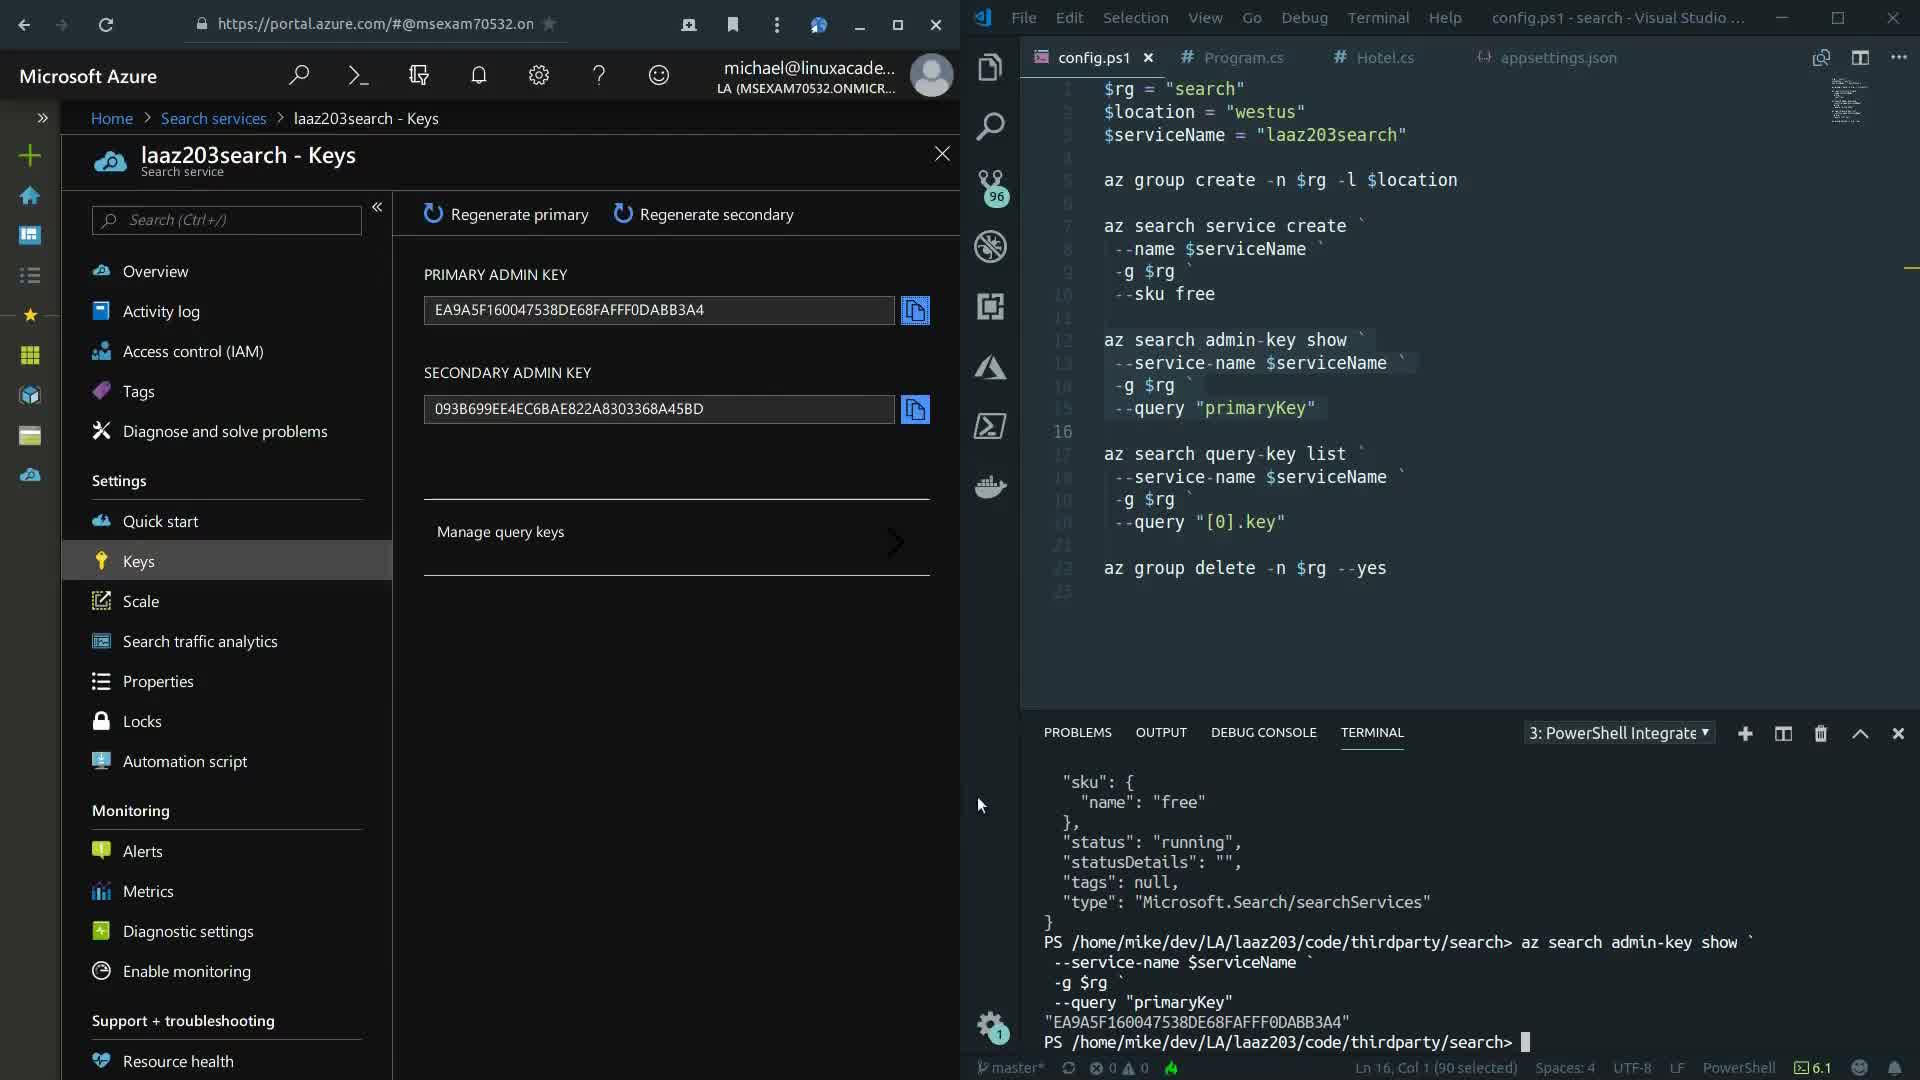 https://portal.azure.com/#@msexam70532.on
Microsoft Azure
michael@linuxacade...
LA (MSEXAM70532.ONMICR...
Home > Search services > laaz203search - Keys
laaz203search - Keys
Search service
Search (Ctrl+/)
Overview
Activity log
Access control (IAM)
Tags
Diagnose and solve problems
Settings
Quick start
Keys
Scale
Search traffic analytics
Properties
Locks
Automation script
Monitoring
Alerts
Metrics
Diagnostic settings
Enable monitoring
Support + troubleshooting
Resource health
Regenerate primary
Regenerate secondary
PRIMARY ADMIN KEY
EA9A5F160047538DE68FAFFF0DABB3A4
SECONDARY ADMIN KEY
093B699EE4EC6BAE822A8303368A45BD
Manage query keys
File Edit Selection View Go Debug Terminal Help config.ps1 - search - Visual Studio ...
config.ps1 Program.cs Hotel.cs appsettings.json
96
1 $rg = "search"
2 $location = "westus"
3 $serviceName = "laaz203search"
4
5 az group create -n $rg -l $location
6
7 az search service create `
8 --name $serviceName `
9 -g $rg `
10 --sku free
11
12 az search admin-key show `
13 --service-name $serviceName `
14 -g $rg `
15 --query "primaryKey"
16
17 az search query-key list `
18 --service-name $serviceName `
19 -g $rg `
20 --query "[0].key"
21
22 az group delete -n $rg --yes
23
PROBLEMS OUTPUT DEBUG CONSOLE TERMINAL
3: PowerShell Integrate
"sku": {
"name": "free"
},
"status": "running",
"statusDetails": "",
"tags": null,
"type": "Microsoft.Search/searchServices"
}
PS /home/mike/dev/LA/laaz203/code/thirdparty/search> az search admin-key show `
--service-name $serviceName `
-g $rg `
--query "primaryKey"
"EA9A5F160047538DE68FAFFF0DABB3A4"
PS /home/mike/dev/LA/laaz203/code/thirdparty/search>
1
master* 0 0 Ln 16, Col 1 (90 selected) Spaces: 4 UTF-8 LF PowerShell 6.1